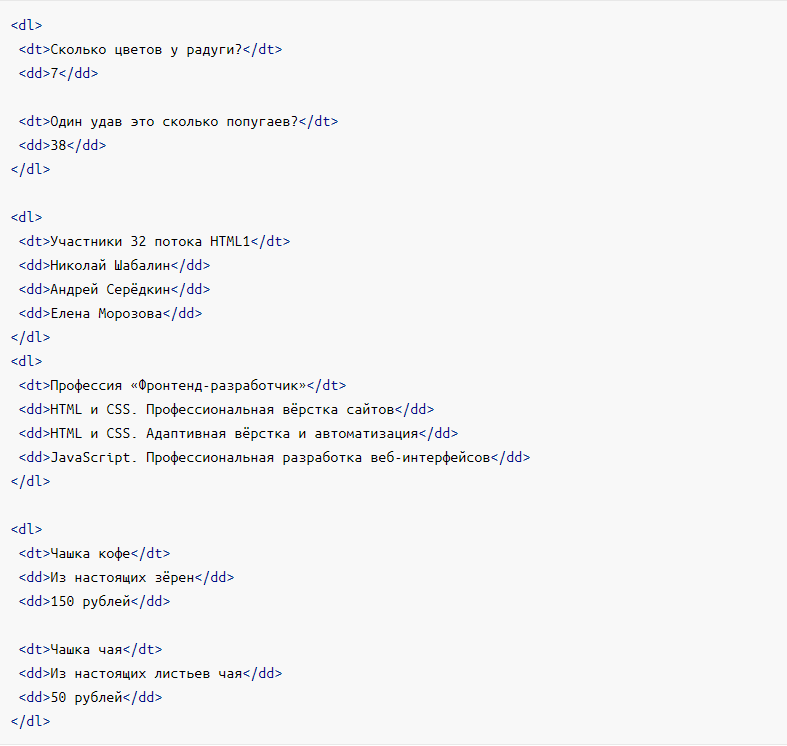 <dl>
 <dt>Сколько цветов у радуги?</dt>
 <dd>7</dd>

 <dt>Один удав это сколько попугаев?</dt>
 <dd>38</dd>
</dl>

<dl>
 <dt>Участники 32 потока HTML1</dt>
 <dd>Николай Шабалин</dd>
 <dd>Андрей Серёдкин</dd>
 <dd>Елена Морозова</dd>
</dl>
<dl>
 <dt>Профессия «Фронтенд-разработчик»</dt>
 <dd>HTML и CSS. Профессиональная вёрстка сайтов</dd>
 <dd>HTML и CSS. Адаптивная вёрстка и автоматизация</dd>
 <dd>JavaScript. Профессиональная разработка веб-интерфейсов</dd>
</dl>

<dl>
 <dt>Чашка кофе</dt>
 <dd>Из настоящих зёрен</dd>
 <dd>150 рублей</dd>

 <dt>Чашка чая</dt>
 <dd>Из настоящих листьев чая</dd>
 <dd>50 рублей</dd>
</dl>